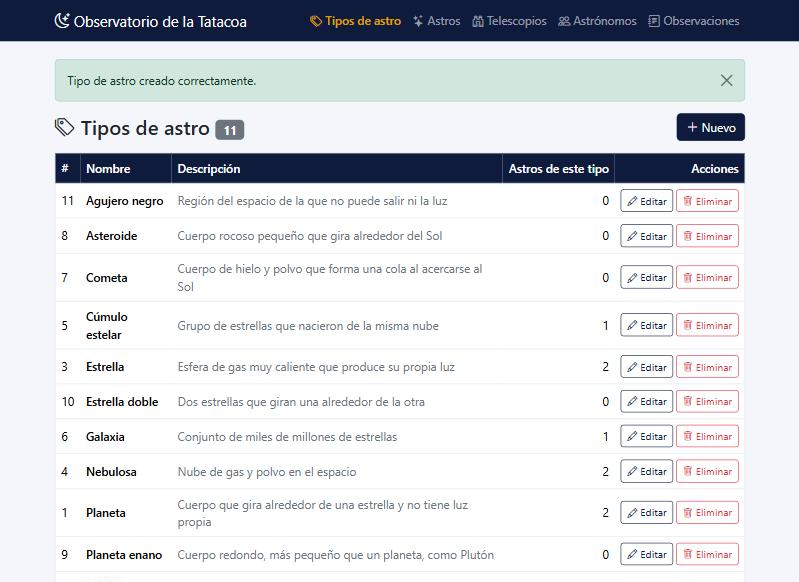 Observatorio de la Tatacoa
Tipos de astro Astros Telescopios Astrónomos Observaciones
Tipo de astro creado correctamente.
Tipos de astro 11
Nuevo
# Nombre Descripción Astros de este tipo Acciones
11 Agujero negro Región del espacio de la que no puede salir ni la luz 0 Editar Eliminar
8 Asteroide Cuerpo rocoso pequeño que gira alrededor del Sol 0 Editar Eliminar
7 Cometa Cuerpo de hielo y polvo que forma una cola al acercarse al
Sol 0 Editar Eliminar
5 Cúmulo
estelar Grupo de estrellas que nacieron de la misma nube 1 Editar Eliminar
3 Estrella Esfera de gas muy caliente que produce su propia luz 2 Editar Eliminar
10 Estrella doble Dos estrellas que giran una alrededor de la otra 0 Editar Eliminar
6 Galaxia Conjunto de miles de millones de estrellas 1 Editar Eliminar
4 Nebulosa Nube de gas y polvo en el espacio 2 Editar Eliminar
1 Planeta Cuerpo que gira alrededor de una estrella y no tiene luz
propia 2 Editar Eliminar
9 Planeta enano Cuerpo redondo, más pequeño que un planeta, como Plutón 0 Editar Eliminar